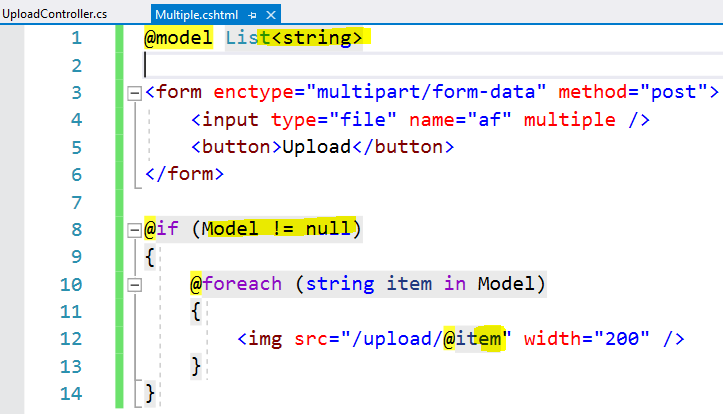 UploadController.cs Multiple.cshtml
1 @model List<string>
2
3 <form enctype="multipart/form-data" method="post">
4 <input type="file" name="af" multiple />
5 <button>Upload</button>
6 </form>
7
8 @if (Model != null)
9 {
10 @foreach (string item in Model)
11 {
12 <img src="/upload/@item" width="200" />
13 }
14 }